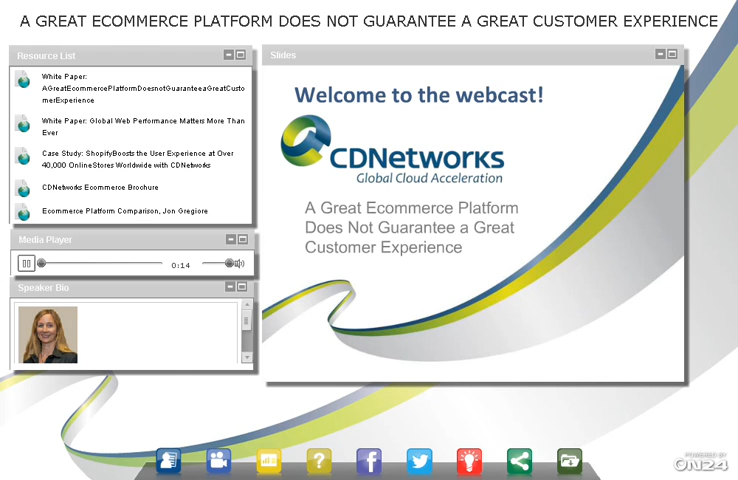 A GREAT ECOMMERCE PLATFORM DOES NOT GUARANTEE A GREAT CUSTOMER EXPERIENCE
Resource List
White Paper:
AGreatEcommercePlatformDoesnotGuaranteeaGreatCusto
merExperience
White Paper: Global Web Performance Matters More Than
Ever
Case Study: ShopifyBoosts the User Experience at Over
40,000 OnlineStores Worldwide with CDNetworks
CDNetworks Ecommerce Brochure
Ecommerce Platform Comparison, Jon Gregiore
Media Player
0:14
Speaker Bio
Slides
Welcome to the webcast!
CDNetworks
Global Cloud Acceleration
A Great Ecommerce Platform
Does Not Guarantee a Great
Customer Experience
?
f
POWERED BY
ON24